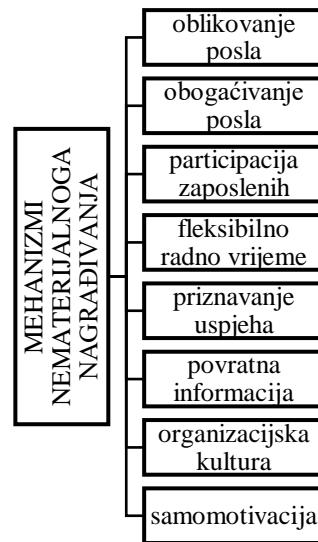 MEHANIZMI
NEMATERIJALNOGA
NAGRAĐIVANJA
oblikovanje
posla
obogaćivanje
posla
participacija
zaposlenih
fleksibilno
radno vrijeme
priznavanje
uspjeha
povratna
informacija
organizacijska
kultura
samomotivacija